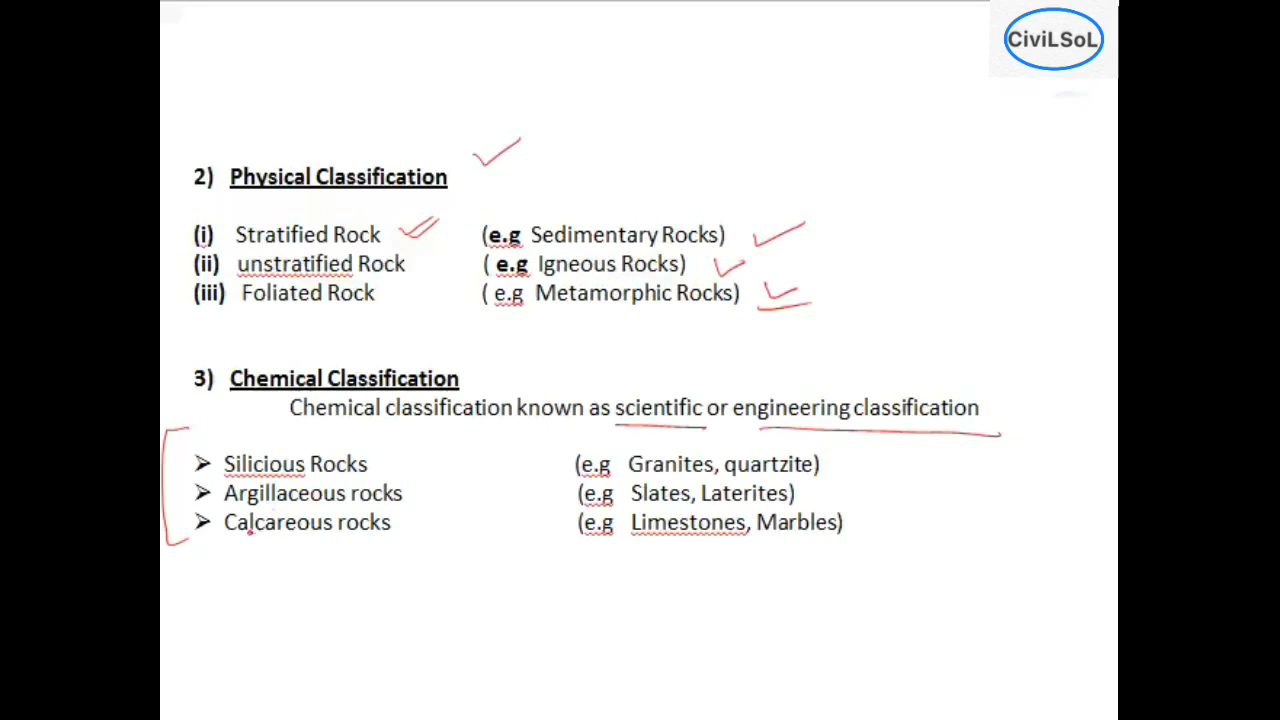 CiviLSoL
2) Physical Classification
(i) Stratified Rock (e.g Sedimentary Rocks)
(ii) unstratified Rock ( e.g Igneous Rocks)
(iii) Foliated Rock ( e.g Metamorphic Rocks)
3) Chemical Classification
Chemical classification known as scientific or engineering classification
➢ Silicious Rocks (e.g Granites, quartzite)
➢ Argillaceous rocks (e.g Slates, Laterites)
➢ Calcareous rocks (e.g Limestones, Marbles)